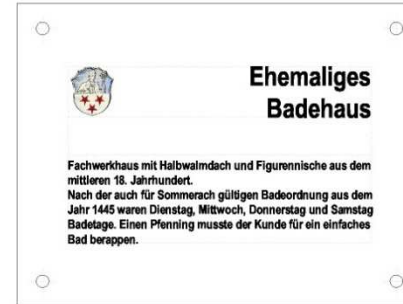 Ehemaliges
Badehaus
Fachwerkhaus mit Halbwalmdach und Figurennische aus dem
mittleren 18. Jahrhundert.
Nach der auch für Sommerach gültigen Badeordnung aus dem
Jahr 1445 waren Dienstag, Mittwoch, Donnerstag und Samstag
Badetage. Einen Pfenning musste der Kunde für ein einfaches
Bad berappen.